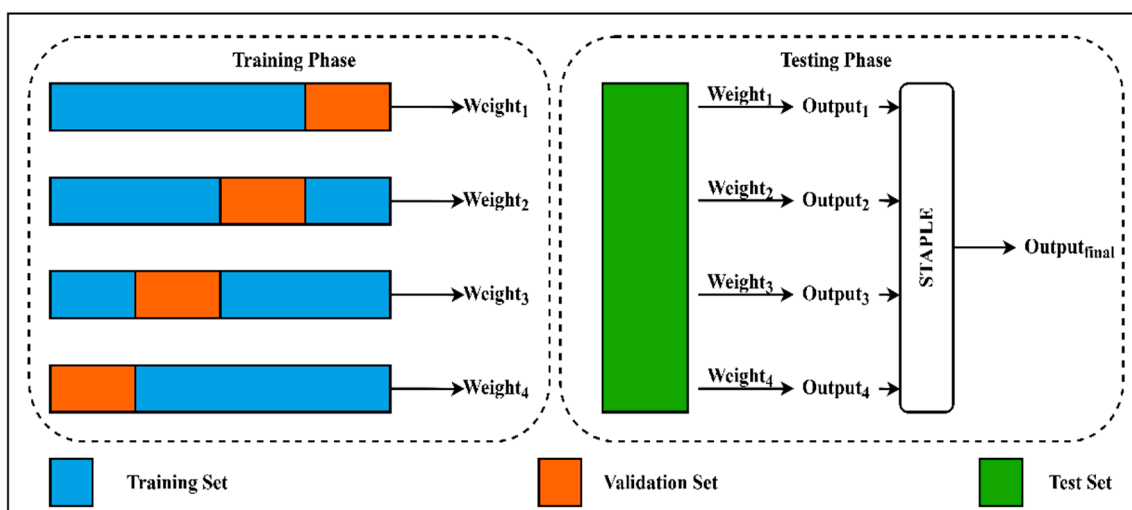 Training Phase
Weight₁
Weight₂
Weight₃
Weight₄
Testing Phase
Weight₁
Output₁
Weight₂
Output₂
Weight₃
Output₃
Weight₄
Output₄
STAPLE
Output_final
Training Set
Validation Set
Test Set